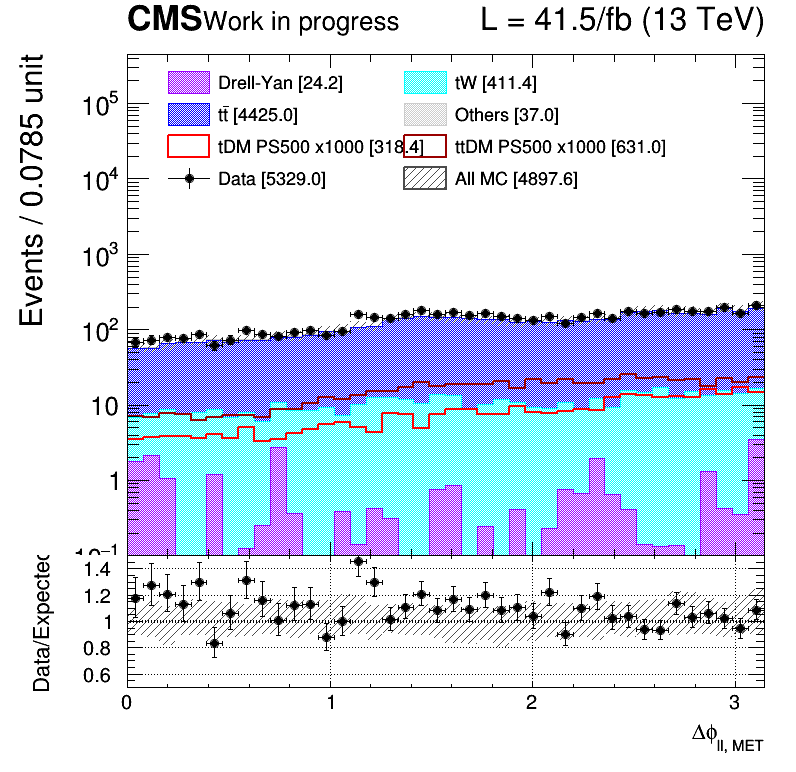 CMS Work in progress L = 41.5/fb (13 TeV)
Events / 0.0785 unit
Drell-Yan [24.2] tW [411.4]
tt̄ [4425.0] Others [37.0]
tDM PS500 x1000 [318.4] ttDM PS500 x1000 [631.0]
Data [5329.0] All MC [4897.6]
10⁵
10⁴
10³
10²
10
1
10⁻¹
Data/Expected
1.4
1.2
1
0.8
0.6
0 1 2 3
Δϕll, MET